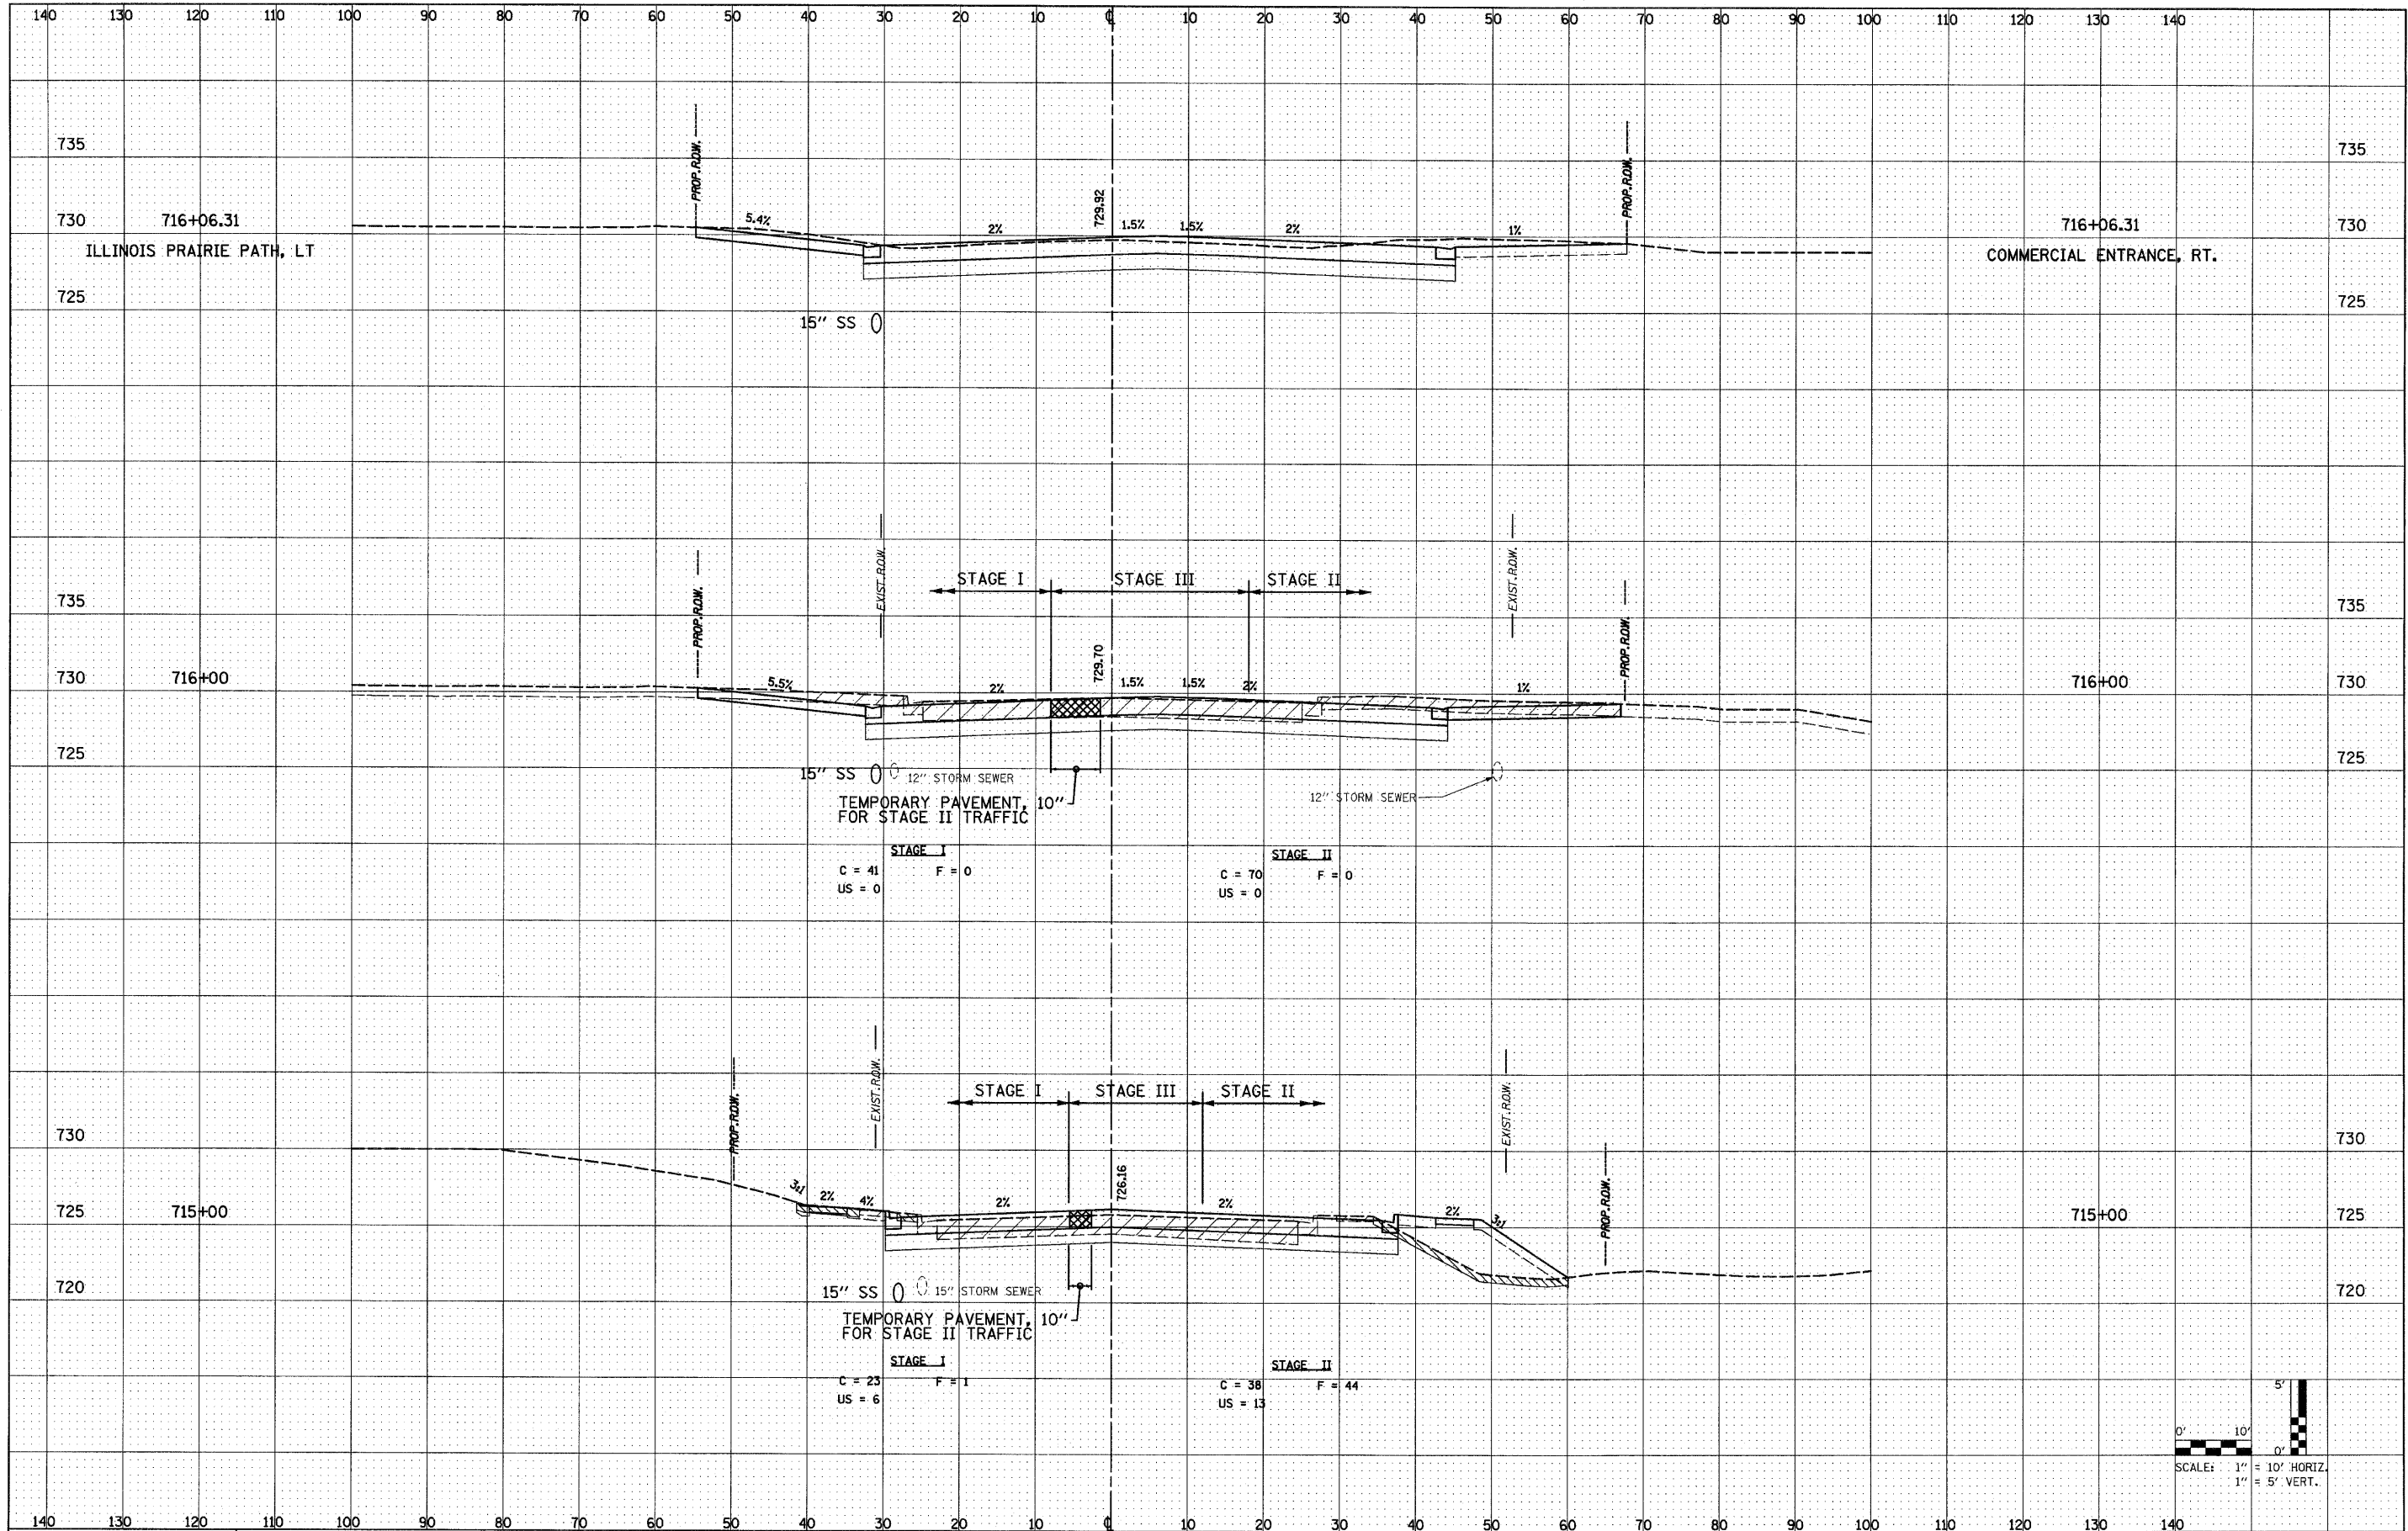 140 130 120 110 100 90 80 70 60 50 40 30 20 10 ℄ 10 20 30 40 50 60 70 80 90 100 110 120 130 140
735 PROP.R.O.W. PROP.R.O.W. 735
730 716+06.31 5.4% 2% 729.92 1.5% 1.5% 2% 1% 716+06.31 730
ILLINOIS PRAIRIE PATH, LT COMMERCIAL ENTRANCE, RT.
725 725
15" SS
EXIST.R.O.W. EXIST.R.O.W.
STAGE I STAGE III STAGE II
735 PROP.R.O.W. PROP.R.O.W. 735
730 716+00 5.5% 2% 729.70 1.5% 1.5% 2% 1% 716+00 730
725 725
15" SS 12" STORM SEWER
12" STORM SEWER
TEMPORARY PAVEMENT, 10"
FOR STAGE II TRAFFIC
STAGE I STAGE II
C = 41 F = 0 C = 70 F = 0
US = 0 US = 0
EXIST.R.O.W. EXIST.R.O.W.
STAGE I STAGE III STAGE II
730 PROP.R.O.W. PROP.R.O.W. 730
725 715+00 3:1 2% 4% 2% 726.16 2% 2% 3:1 715+00 725
720 720
15" SS 15" STORM SEWER
TEMPORARY PAVEMENT, 10"
FOR STAGE II TRAFFIC
STAGE I STAGE II
C = 23 F = 1 C = 38 F = 44
US = 6 US = 13
5'
0' 10' 0'
SCALE: 1" = 10' HORIZ.
1" = 5' VERT.
140 130 120 110 100 90 80 70 60 50 40 30 20 10 ℄ 10 20 30 40 50 60 70 80 90 100 110 120 130 140